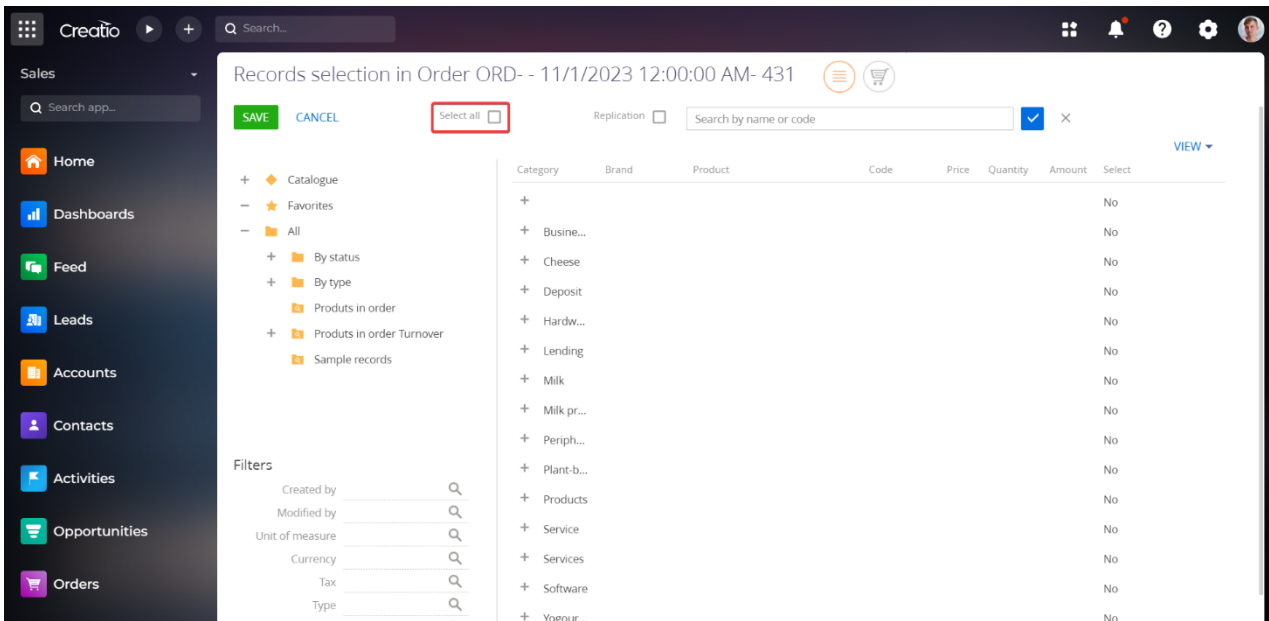 Creatio
Search...
Sales
Search app...
Home
Dashboards
Feed
Leads
Accounts
Contacts
Activities
Opportunities
Orders
Records selection in Order ORD- - 11/1/2023 12:00:00 AM- 431
SAVE CANCEL Select all Replication Search by name or code
VIEW
Catalogue
Favorites
All
By status
By type
Produts in order
Produts in order Turnover
Sample records
Filters
Created by
Modified by
Unit of measure
Currency
Tax
Type
Category Brand Product Code Price Quantity Amount Select
No
Busine... No
Cheese No
Deposit No
Hardw... No
Lending No
Milk No
Milk pr... No
Periph... No
Plant-b... No
Products No
Service No
Services No
Software No
Yogour... No